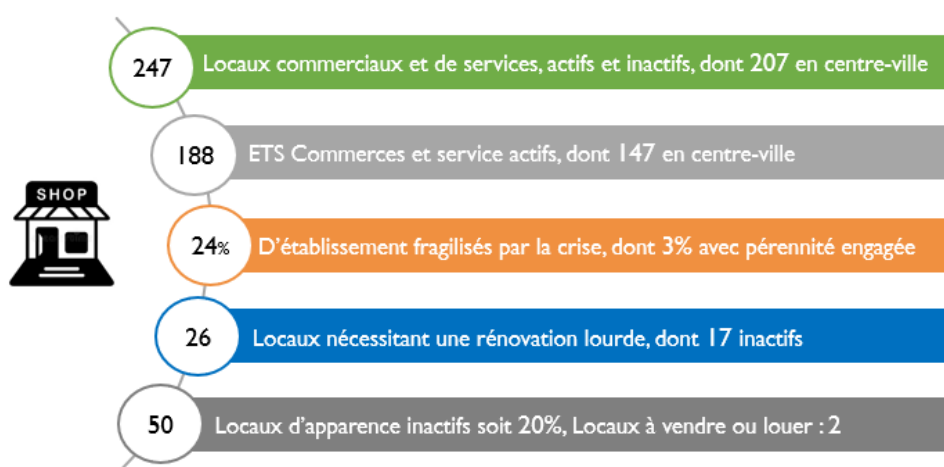 247 Locaux commerciaux et de services, actifs et inactifs, dont 207 en centre-ville
188 ETS Commerces et service actifs, dont 147 en centre-ville
SHOP
24% D'établissement fragilisés par la crise, dont 3% avec pérennité engagée
26 Locaux nécessitant une rénovation lourde, dont 17 inactifs
50 Locaux d'apparence inactifs soit 20%, Locaux à vendre ou louer : 2